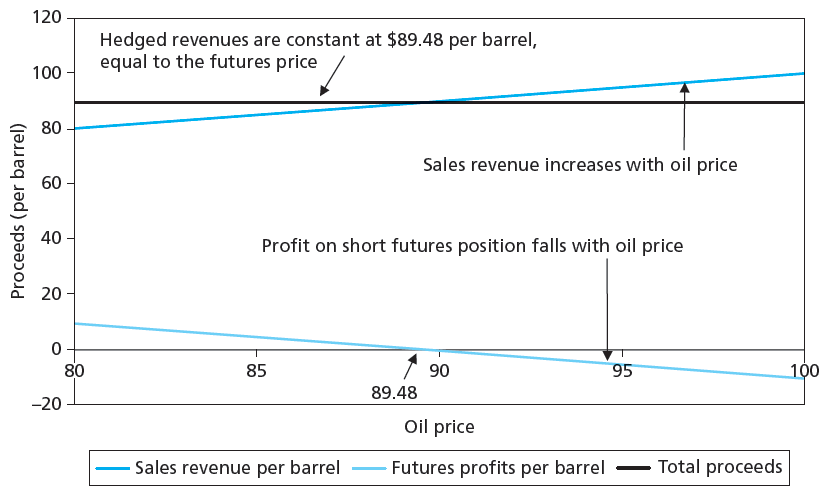 120
Hedged revenues are constant at $89.48 per barrel,
equal to the futures price
100
80
Sales revenue increases with oil price
60
Proceeds (per barrel)
40
Profit on short futures position falls with oil price
20
0
80
85
90
95
100
89.48
–20
Oil price
Sales revenue per barrel
Futures profits per barrel
Total proceeds